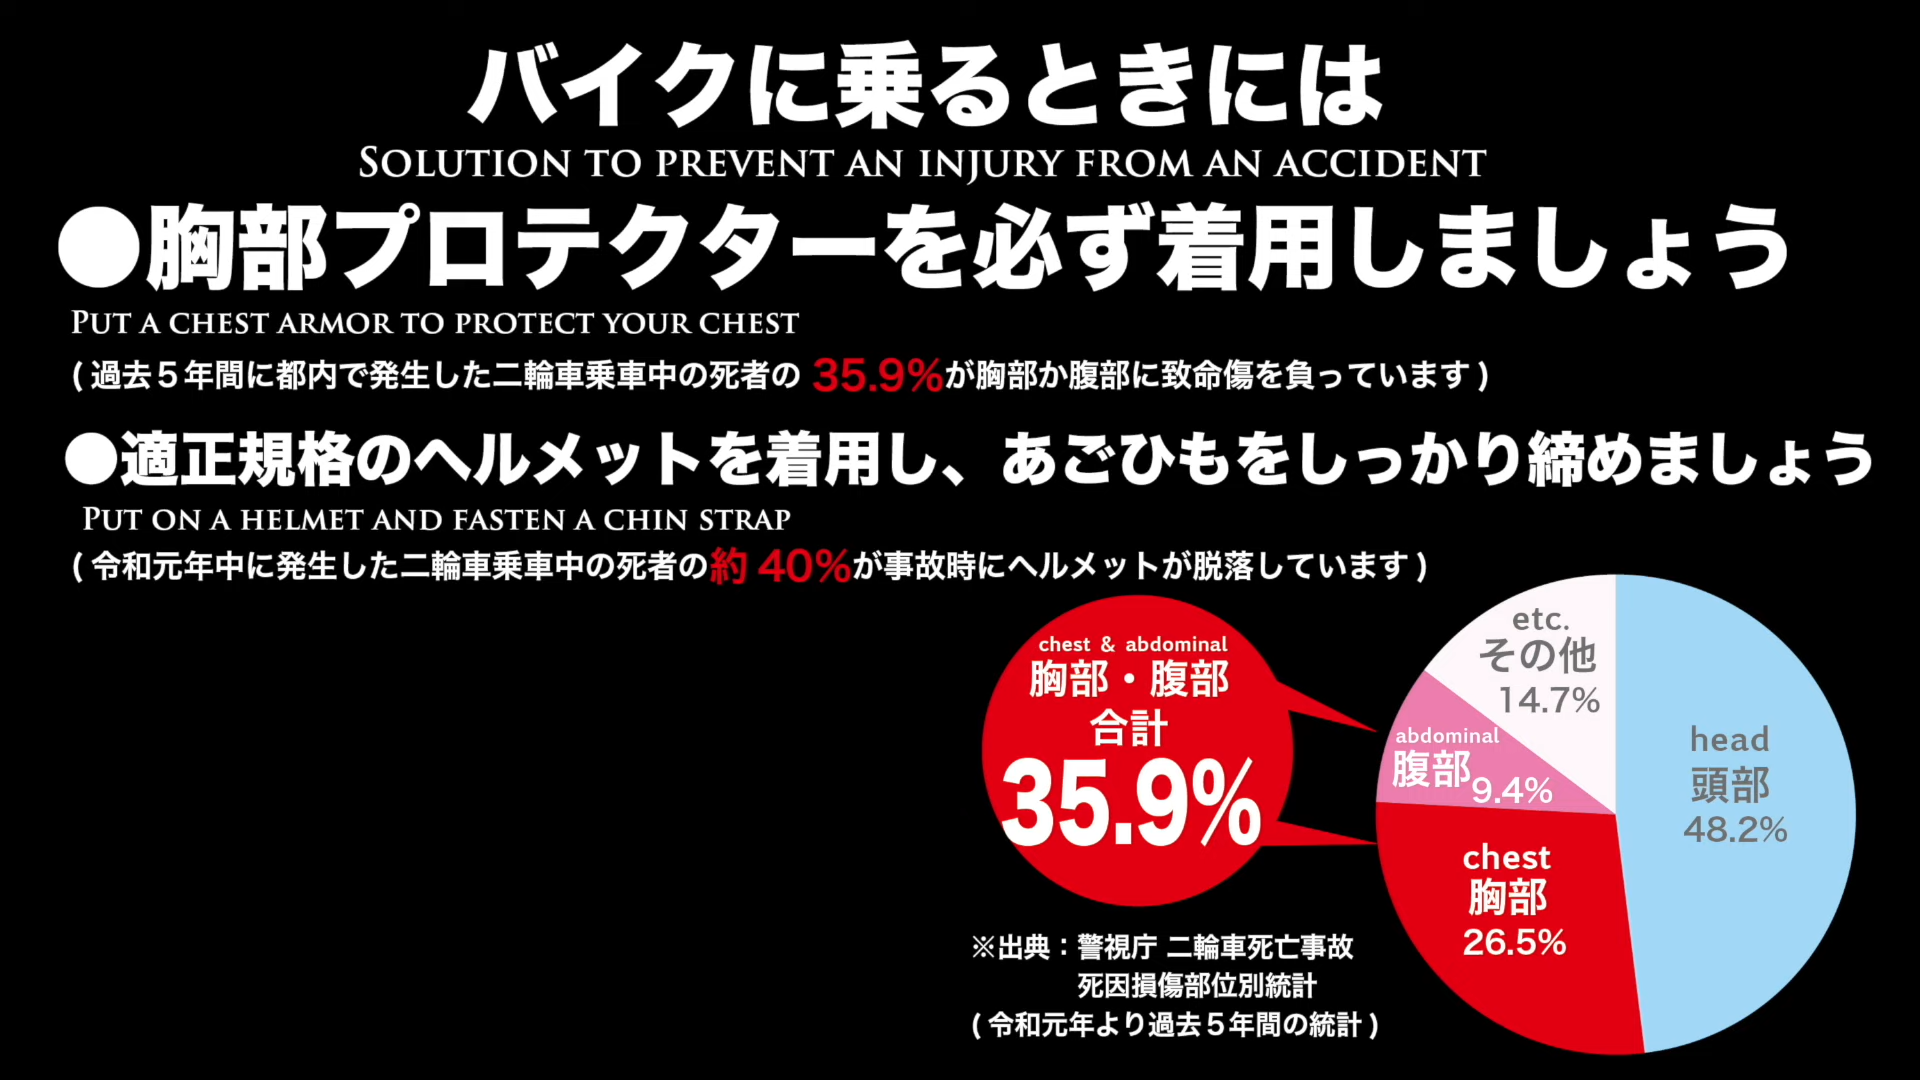 バイクに乗るときには
Solution to prevent an injury from an accident
●胸部プロテクターを必ず着用しましょう
Put a chest armor to protect your chest
(過去５年間に都内で発生した二輪車乗車中の死者の 35.9%が胸部か腹部に致命傷を負っています)
●適正規格のヘルメットを着用し、あごひもをしっかり締めましょう
Put on a helmet and fasten a chin strap
(令和元年中に発生した二輪車乗車中の死者の約 40%が事故時にヘルメットが脱落しています)
chest & abdominal
胸部・腹部
合計
35.9%
etc.
その他
14.7%
abdominal
腹部
9.4%
head
頭部
48.2%
chest
胸部
26.5%
※出典：警視庁 二輪車死亡事故
死因損傷部位別統計
(令和元年より過去５年間の統計)